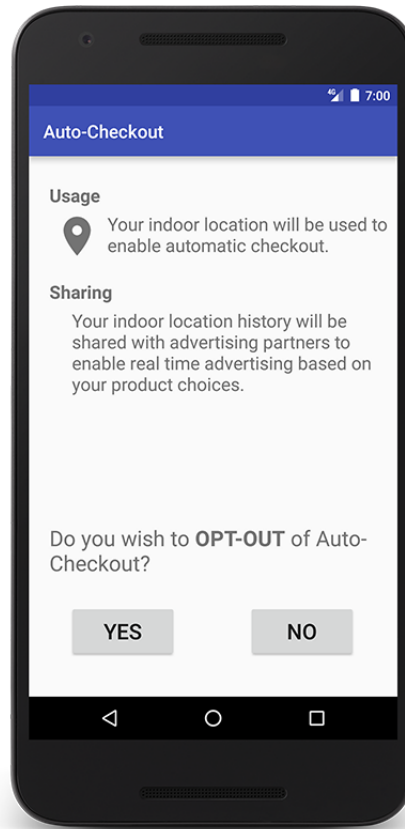 4G 7:00
Auto-Checkout
Usage
Your indoor location will be used to
enable automatic checkout.
Sharing
Your indoor location history will be
shared with advertising partners to
enable real time advertising based on
your product choices.
Do you wish to OPT-OUT of Auto-
Checkout?
YES NO